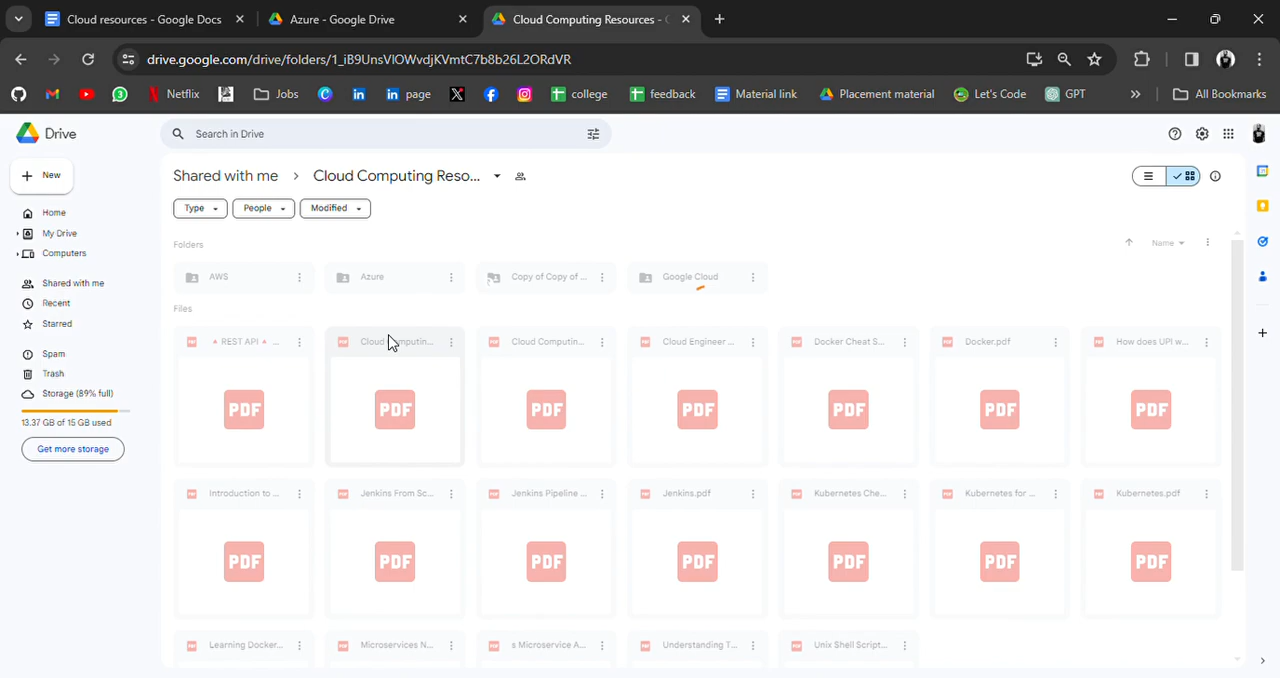 Cloud resources - Google Docs
Azure - Google Drive
Cloud Computing Resources -
drive.google.com/drive/folders/1_iB9UnsVlOWvdjKVmtC7b8b26L2ORdVR
Netflix
Jobs
page
college
feedback
Material link
Placement material
Let's Code
GPT
All Bookmarks
Drive
Search in Drive
New
Shared with me
Cloud Computing Reso...
Type
People
Modified
Home
My Drive
Computers
Shared with me
Recent
Starred
Spam
Trash
Storage (89% full)
13.37 GB of 15 GB used
Get more storage
Folders
Name
AWS
Azure
Copy of Copy of ...
Google Cloud
Files
REST API
Cloud Computin...
Cloud Computin...
Cloud Engineer ...
Docker Cheat S...
Docker.pdf
How does UPI w...
PDF
PDF
PDF
PDF
PDF
PDF
PDF
Introduction to ...
Jenkins From Sc...
Jenkins Pipeline ...
Jenkins.pdf
Kubernetes Che...
Kubernetes for ...
Kubernetes.pdf
PDF
PDF
PDF
PDF
PDF
PDF
PDF
Learning Docker...
Microservices N...
s Microservice A...
Understanding T...
Unix Shell Script...